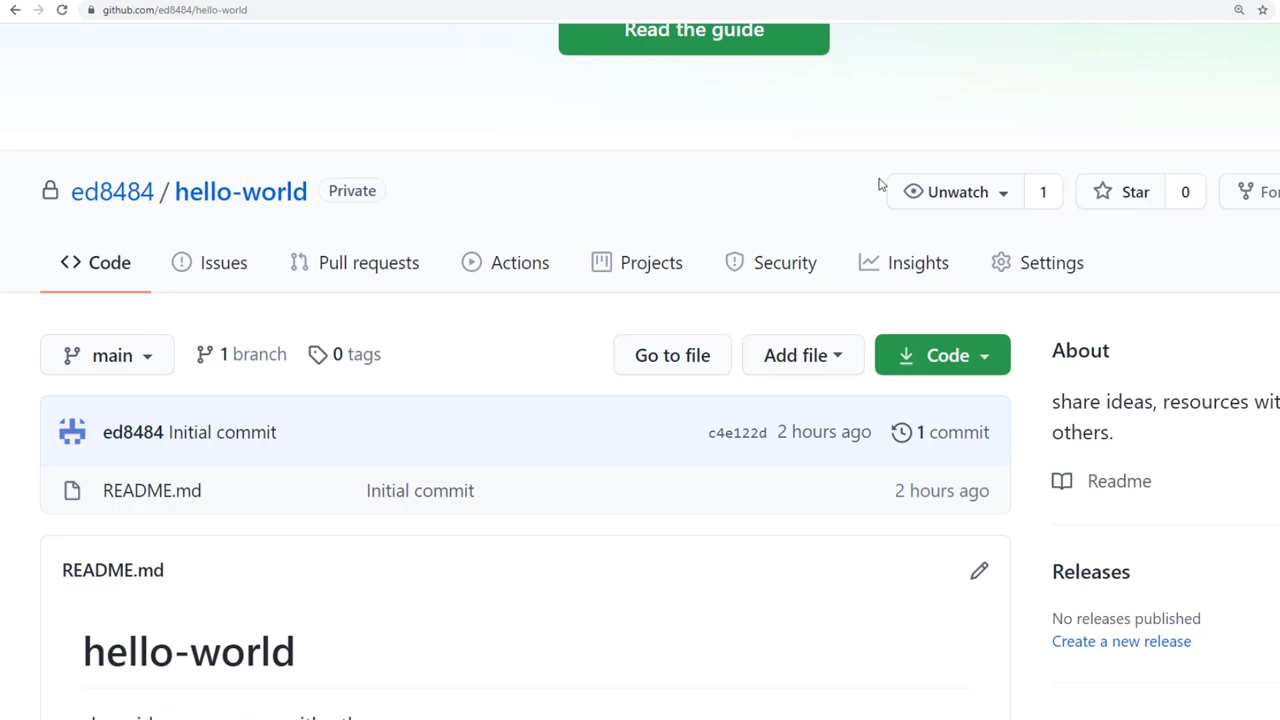 github.com/ed8484/hello-world
Read the guide
ed8484 / hello-world Private
Unwatch 1 Star 0
Code Issues Pull requests Actions Projects Security Insights Settings
main 1 branch 0 tags Go to file Add file Code
About
share ideas, resources
others.
ed8484 Initial commit c4e122d 2 hours ago 1 commit
README.md Initial commit 2 hours ago
Readme
README.md
Releases
No releases published
Create a new release
hello-world